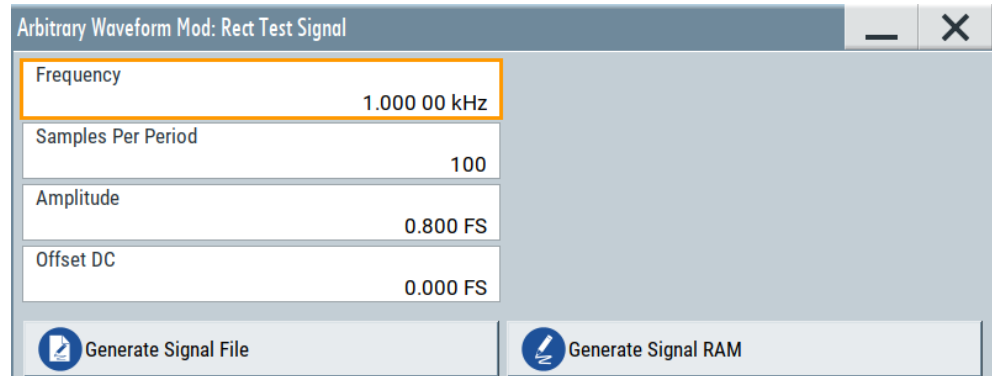 Arbitrary Waveform Mod: Rect Test Signal
Frequency
1.000 00 kHz
Samples Per Period
100
Amplitude
0.800 FS
Offset DC
0.000 FS
Generate Signal File
Generate Signal RAM